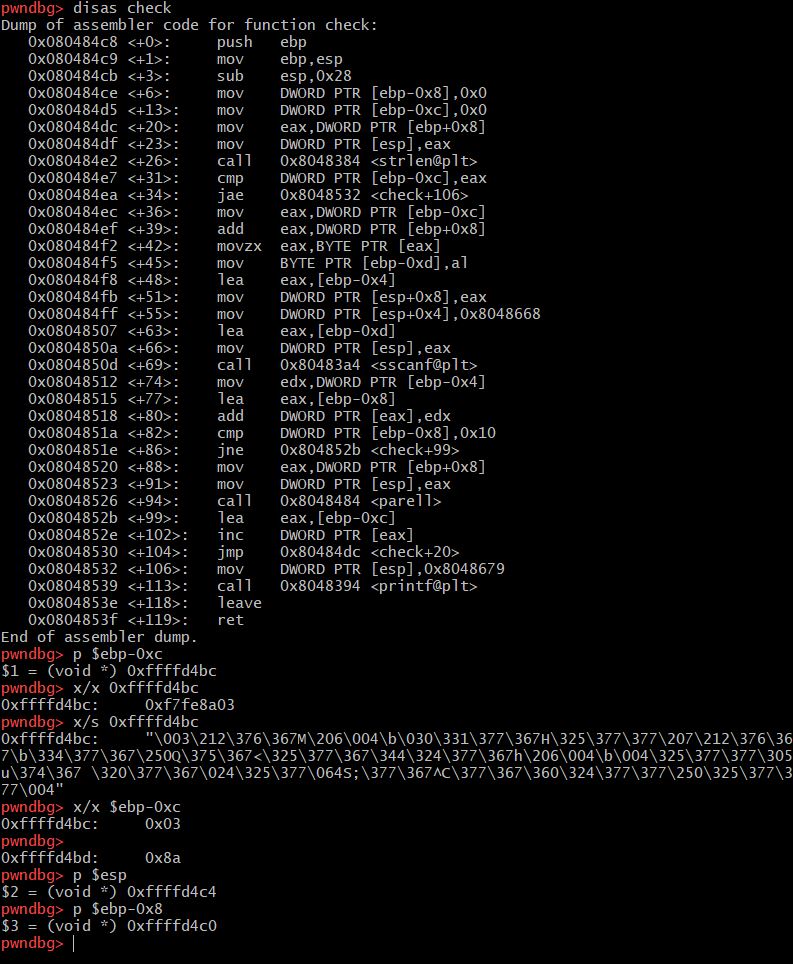 pwndbg> disas check
Dump of assembler code for function check:
   0x080484c8 <+0>:     push   ebp
   0x080484c9 <+1>:     mov    ebp,esp
   0x080484cb <+3>:     sub    esp,0x28
   0x080484ce <+6>:     mov    DWORD PTR [ebp-0x8],0x0
   0x080484d5 <+13>:    mov    DWORD PTR [ebp-0xc],0x0
   0x080484dc <+20>:    mov    eax,DWORD PTR [ebp+0x8]
   0x080484df <+23>:    mov    DWORD PTR [esp],eax
   0x080484e2 <+26>:    call   0x8048384 <strlen@plt>
   0x080484e7 <+31>:    cmp    DWORD PTR [ebp-0xc],eax
   0x080484ea <+34>:    jae    0x8048532 <check+106>
   0x080484ec <+36>:    mov    eax,DWORD PTR [ebp-0xc]
   0x080484ef <+39>:    add    eax,DWORD PTR [ebp+0x8]
   0x080484f2 <+42>:    movzx  eax,BYTE PTR [eax]
   0x080484f5 <+45>:    mov    BYTE PTR [ebp-0xd],al
   0x080484f8 <+48>:    lea    eax,[ebp-0x4]
   0x080484fb <+51>:    mov    DWORD PTR [esp+0x8],eax
   0x080484ff <+55>:    mov    DWORD PTR [esp+0x4],0x8048668
   0x08048507 <+63>:    lea    eax,[ebp-0xd]
   0x0804850a <+66>:    mov    DWORD PTR [esp],eax
   0x0804850d <+69>:    call   0x80483a4 <sscanf@plt>
   0x08048512 <+74>:    mov    edx,DWORD PTR [ebp-0x4]
   0x08048515 <+77>:    lea    eax,[ebp-0x8]
   0x08048518 <+80>:    add    DWORD PTR [eax],edx
   0x0804851a <+82>:    cmp    DWORD PTR [ebp-0x8],0x10
   0x0804851e <+86>:    jne    0x804852b <check+99>
   0x08048520 <+88>:    mov    eax,DWORD PTR [ebp+0x8]
   0x08048523 <+91>:    mov    DWORD PTR [esp],eax
   0x08048526 <+94>:    call   0x8048484 <parell>
   0x0804852b <+99>:    lea    eax,[ebp-0xc]
   0x0804852e <+102>:   inc    DWORD PTR [eax]
   0x08048530 <+104>:   jmp    0x80484dc <check+20>
   0x08048532 <+106>:   mov    DWORD PTR [esp],0x8048679
   0x08048539 <+113>:   call   0x8048394 <printf@plt>
   0x0804853e <+118>:   leave
   0x0804853f <+119>:   ret
End of assembler dump.
pwndbg> p $ebp-0xc
$1 = (void *) 0xffffd4bc
pwndbg> x/x 0xffffd4bc
0xffffd4bc:     0xf7fe8a03
pwndbg> x/s 0xffffd4bc
0xffffd4bc:     "\003\212\376\367M\206\004\b\030\331\377\367H\325\377\377\207\212\376\36
7\b\334\377\367\250Q\375\367<\325\377\367\344\324\377\367h\206\004\b\004\325\377\377\305
u\374\367 \320\377\367\024\325\377\064S;\377\367^C\377\367\360\324\377\377\250\325\377\3
77\004"
pwndbg> x/x $ebp-0xc
0xffffd4bc:     0x03
pwndbg>
0xffffd4bd:     0x8a
pwndbg> p $esp
$2 = (void *) 0xffffd4c4
pwndbg> p $ebp-0x8
$3 = (void *) 0xffffd4c0
pwndbg>